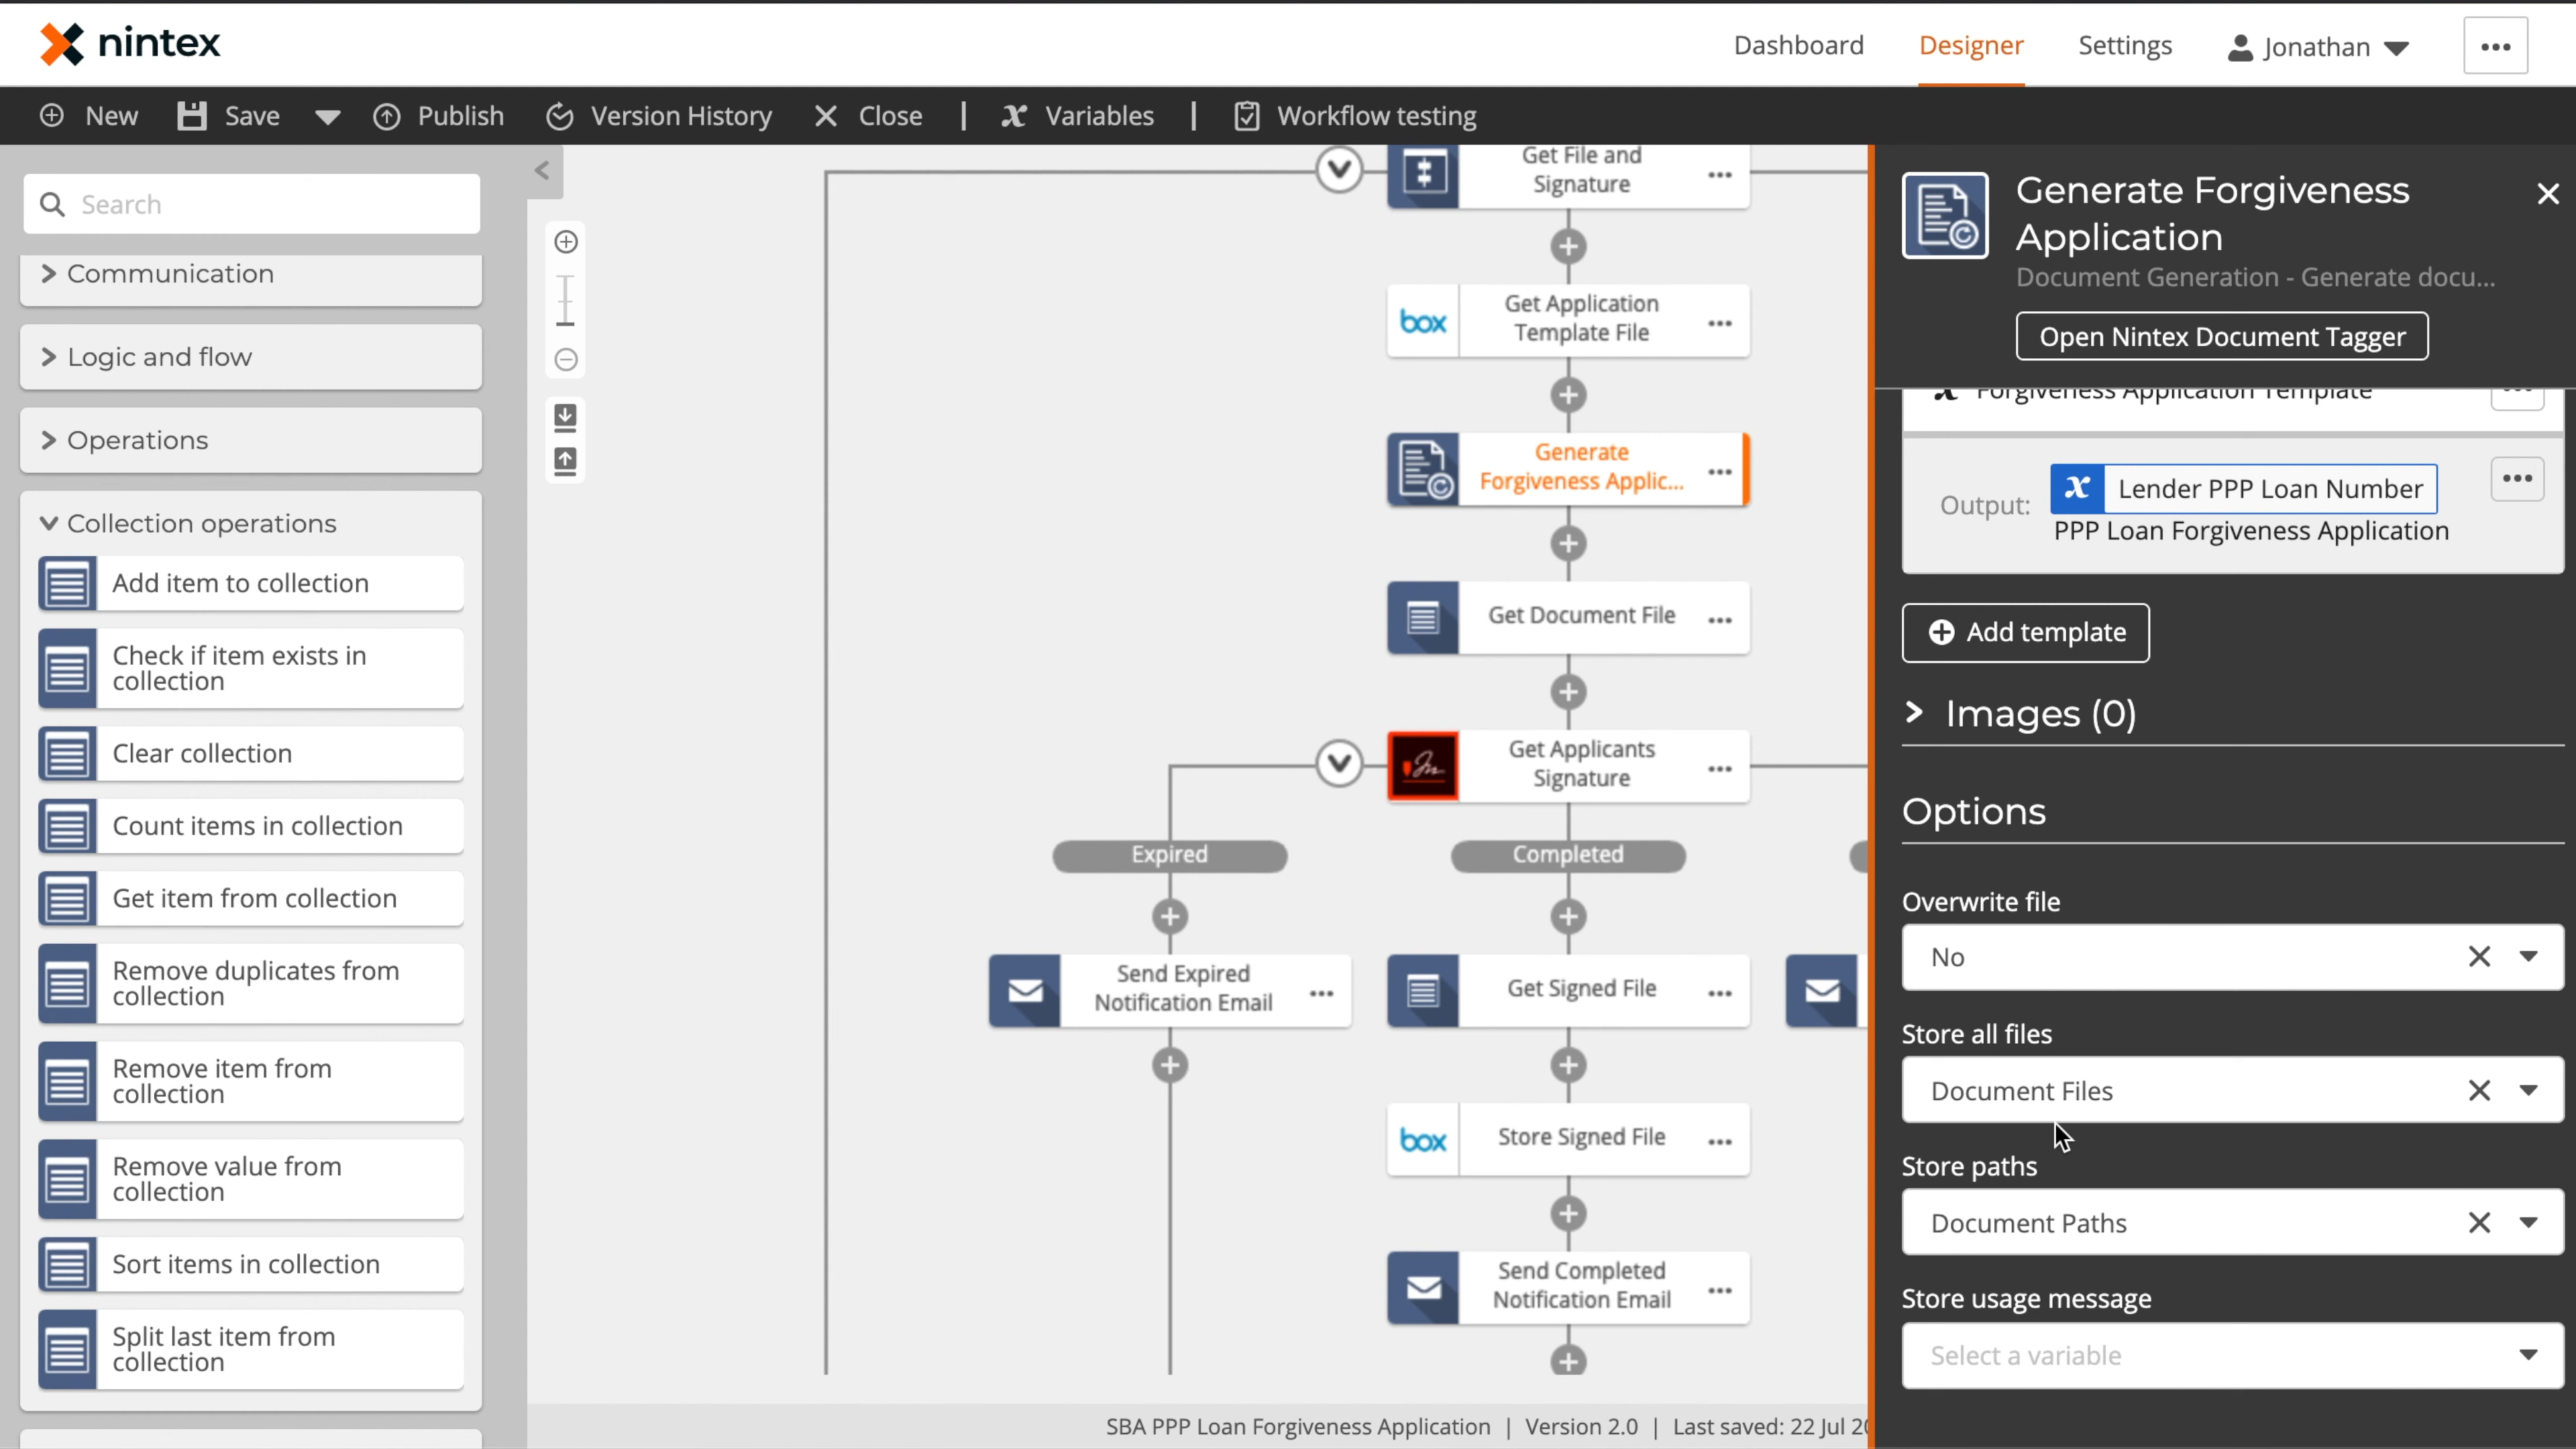 nintex
Dashboard
Designer
Settings
Jonathan
New
Save
Publish
Version History
Close
Variables
Workflow testing
Search
Communication
Logic and flow
Operations
Collection operations
Add item to collection
Check if item exists in
collection
Clear collection
Count items in collection
Get item from collection
Remove duplicates from
collection
Remove item from
collection
Remove value from
collection
Sort items in collection
Split last item from
collection
Get File and
Signature
box
Get Application
Template File
Generate
Forgiveness Applic...
Get Document File
Get Applicants
Signature
Expired
Completed
Send Expired
Notification Email
Get Signed File
box
Store Signed File
Send Completed
Notification Email
SBA PPP Loan Forgiveness Application | Version 2.0 | Last saved: 22 Jul
Generate Forgiveness
Application
Document Generation - Generate docu...
Open Nintex Document Tagger
Forgiveness Application Template
Output:
Lender PPP Loan Number
PPP Loan Forgiveness Application
Add template
Images (0)
Options
Overwrite file
No
Store all files
Document Files
Store paths
Document Paths
Store usage message
Select a variable